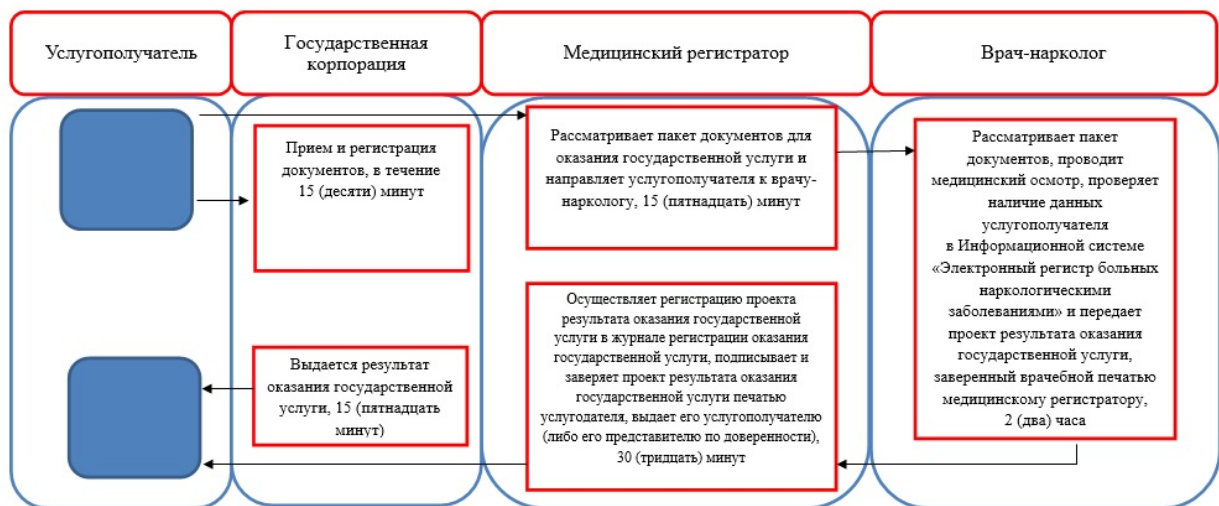 Услугополучатель
Государственная
корпорация
Медицинский регистратор
Врач-нарколог
Прием и регистрация
документов, в течение
15 (десяти) минут
Рассматривает пакет документов для
оказания государственной услуги и
направляет услугополучателя к врачу-
наркологу, 15 (пятнадцать) минут
Рассматривает пакет
документов, проводит
медицинский осмотр, проверяет
наличие данных
услугополучателя
в Информационной системе
«Электронный регистр больных
наркологическими
заболеваниями» и передает
проект результата оказания
государственной услуги,
заверенный врачебной печатью
медицинскому регистратору,
2 (два) часа
Выдается результат
оказания государственной
услуги, 15 (пятнадцать
минут)
Осуществляет регистрацию проекта
результата оказания государственной
услуги в журнале регистрации оказания
государственной услуги, подписывает и
заверяет проект результата оказания
государственной услуги печатью
услугодателя, выдает его услугополучателю
(либо его представителю по доверенности),
30 (тридцать) минут